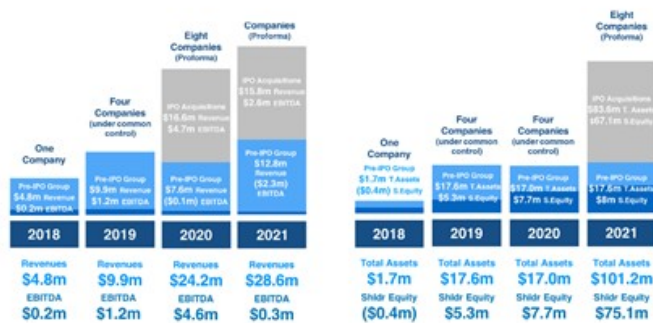 One
Company
Pre-IPO Group
$4.8m Revenue
$0.2m EBITDA
2018
Revenues
$4.8m
EBITDA
$0.2m
Four
Companies
(under common
control)
Pre-IPO Group
$9.9m Revenue
$1.2m EBITDA
2019
Revenues
$9.9m
EBITDA
$1.2m
Eight
Companies
(Proforma)
IPO Acquisitions
$16.6m Revenue
$4.7m EBITDA
Pre-IPO Group
$7.6m Revenue
($0.1m) EBITDA
2020
Revenues
$24.2m
EBITDA
$4.6m
Companies
(Proforma)
IPO Acquisitions
$15.8m Revenue
$2.6m EBITDA
Pre-IPO Group
$12.8m
Revenue
($2.3m)
EBITDA
2021
Revenues
$28.6m
EBITDA
$0.3m
One
Company
Pre-IPO Group
$1.7m T.Assets
($0.4m) S.Equity
2018
Total Assets
$1.7m
Shldr Equity
($0.4m)
Four
Companies
(under common
control)
Pre-IPO Group
$17.6m T.Assets
$5.3m S.Equity
2019
Total Assets
$17.6m
Shldr Equity
$5.3m
Four
Companies
(under common
control)
Pre-IPO Group
$17.0m T.Assets
$7.7m S.Equity
2020
Total Assets
$17.0m
Shldr Equity
$7.7m
Eight
Companies
(Proforma)
IPO Acquisitions
$83.6m T. Assets
$67.1m S.Equity
Pre-IPO Group
$17.6m T.Assets
$8m S.Equity
2021
Total Assets
$101.2m
Shldr Equity
$75.1m